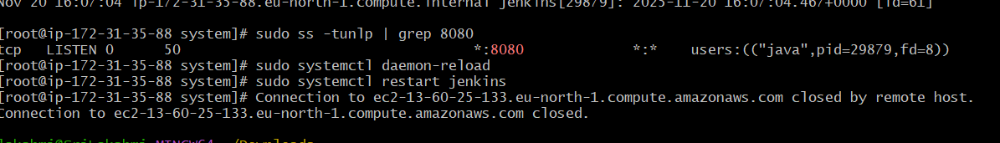 Nov 20 16:07:04 ip-172-31-35-88.eu-north-1.compute.internal jenkins[29879]: 2025-11-20 16:07:04.467+0000 [id=61]
[root@ip-172-31-35-88 system]# sudo ss -tunlp | grep 8080
tcp   LISTEN 0      50                                *:8080             *:*    users:(("java",pid=29879,fd=8))
[root@ip-172-31-35-88 system]# sudo systemctl daemon-reload
[root@ip-172-31-35-88 system]# sudo systemctl restart jenkins
[root@ip-172-31-35-88 system]# Connection to ec2-13-60-25-133.eu-north-1.compute.amazonaws.com closed by remote host.
Connection to ec2-13-60-25-133.eu-north-1.compute.amazonaws.com closed.